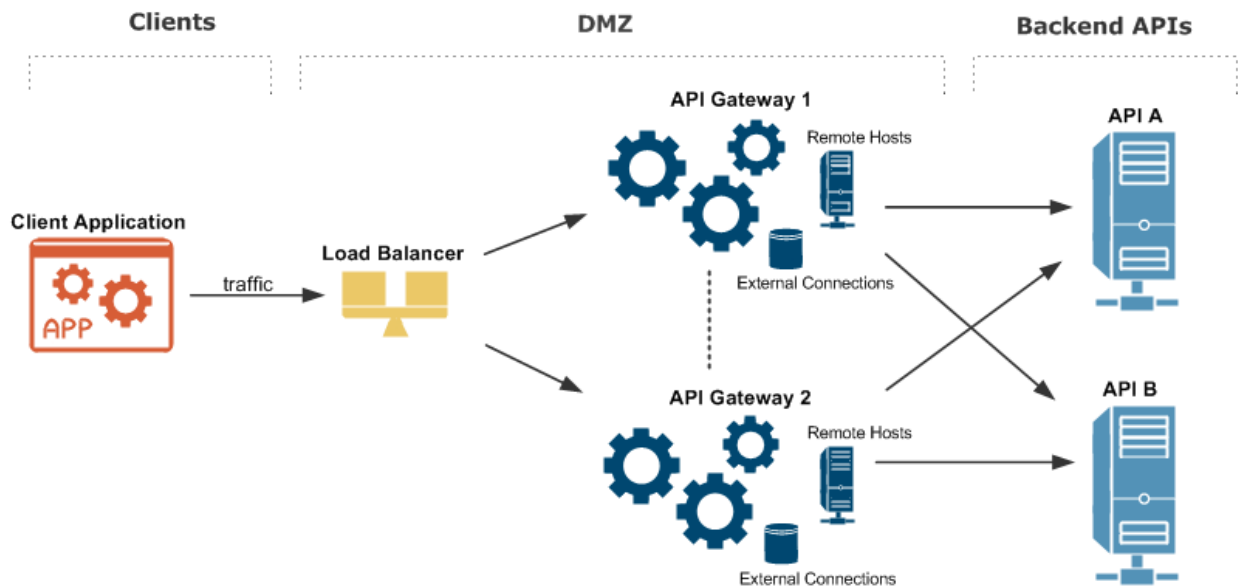 Clients
DMZ
Backend APIs
API Gateway 1
API A
Remote Hosts
Client Application
Load Balancer
traffic
APP
External Connections
API Gateway 2
API B
Remote Hosts
External Connections